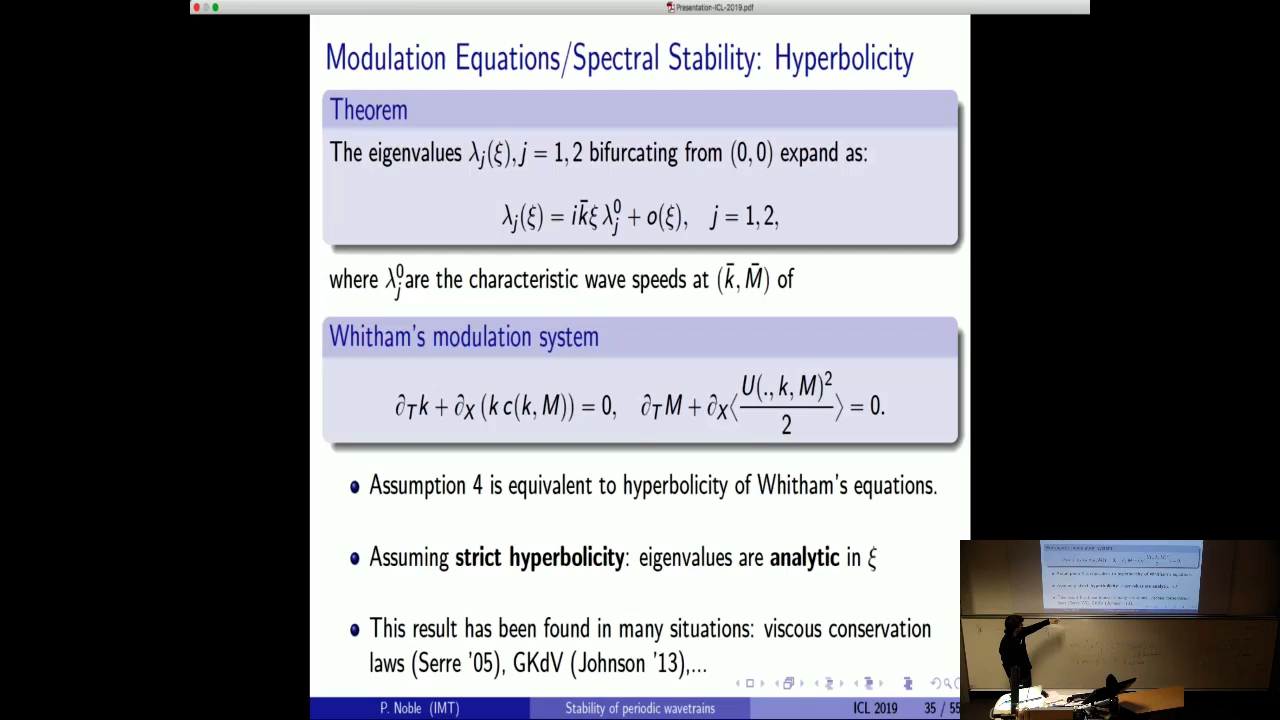 Presentation-ICL-2019.pdf
Modulation Equations/Spectral Stability: Hyperbolicity
Theorem
The eigenvalues λ_j(ξ), j = 1, 2 bifurcating from (0, 0) expand as:
λ_j(ξ) = i k̄ ξ λ_j^0 + o(ξ), j = 1, 2,
where λ_j^0 are the characteristic wave speeds at (k̄, M̄) of
Whitham's modulation system
∂_T k + ∂_X (k c(k, M)) = 0, ∂_T M + ∂_X ⟨U(., k, M)²/2⟩ = 0.
Assumption 4 is equivalent to hyperbolicity of Whitham's equations.
Assuming strict hyperbolicity: eigenvalues are analytic in ξ
This result has been found in many situations: viscous conservation
laws (Serre '05), GKdV (Johnson '13),...
P. Noble (IMT) Stability of periodic wavetrains ICL 2019 35 / 55